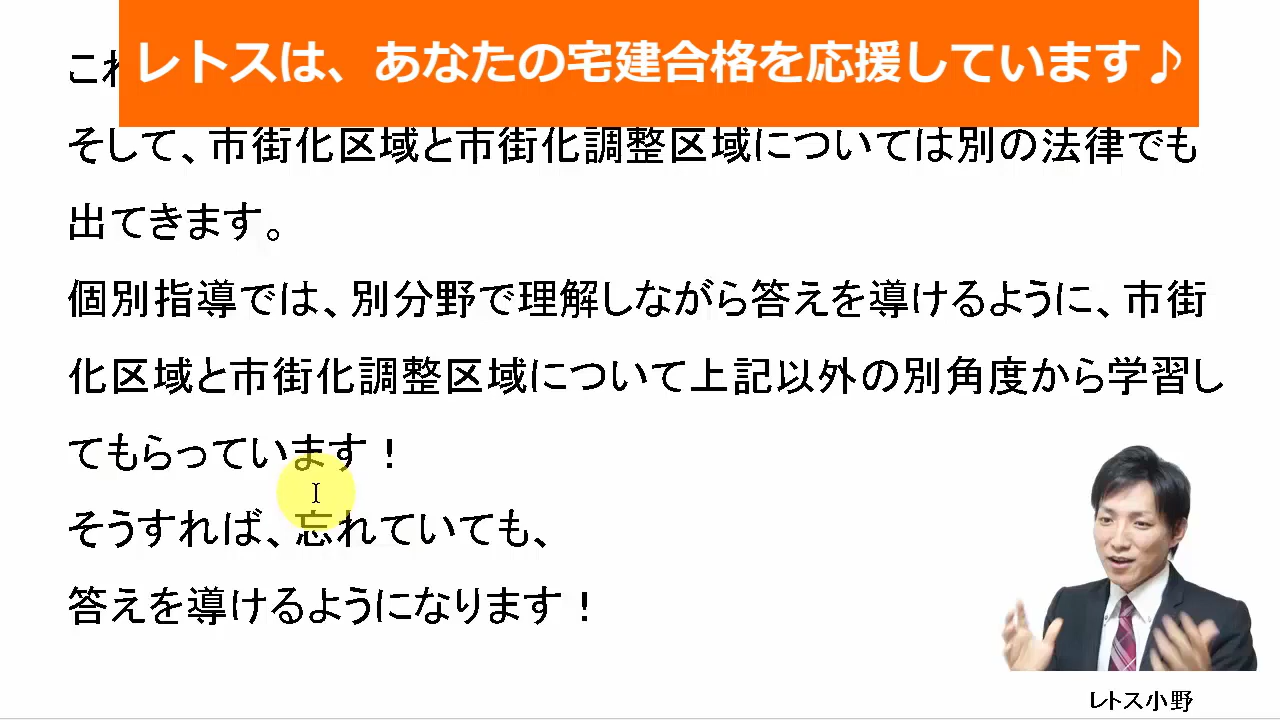 レトスは、あなたの宅建合格を応援しています♪
こ
そして、市街化区域と市街化調整区域については別の法律でも
出てきます。
個別指導では、別分野で理解しながら答えを導けるように、市街
化区域と市街化調整区域について上記以外の別角度から学習し
てもらっています！
そうすれば、忘れていても、
答えを導けるようになります！
レトス小野